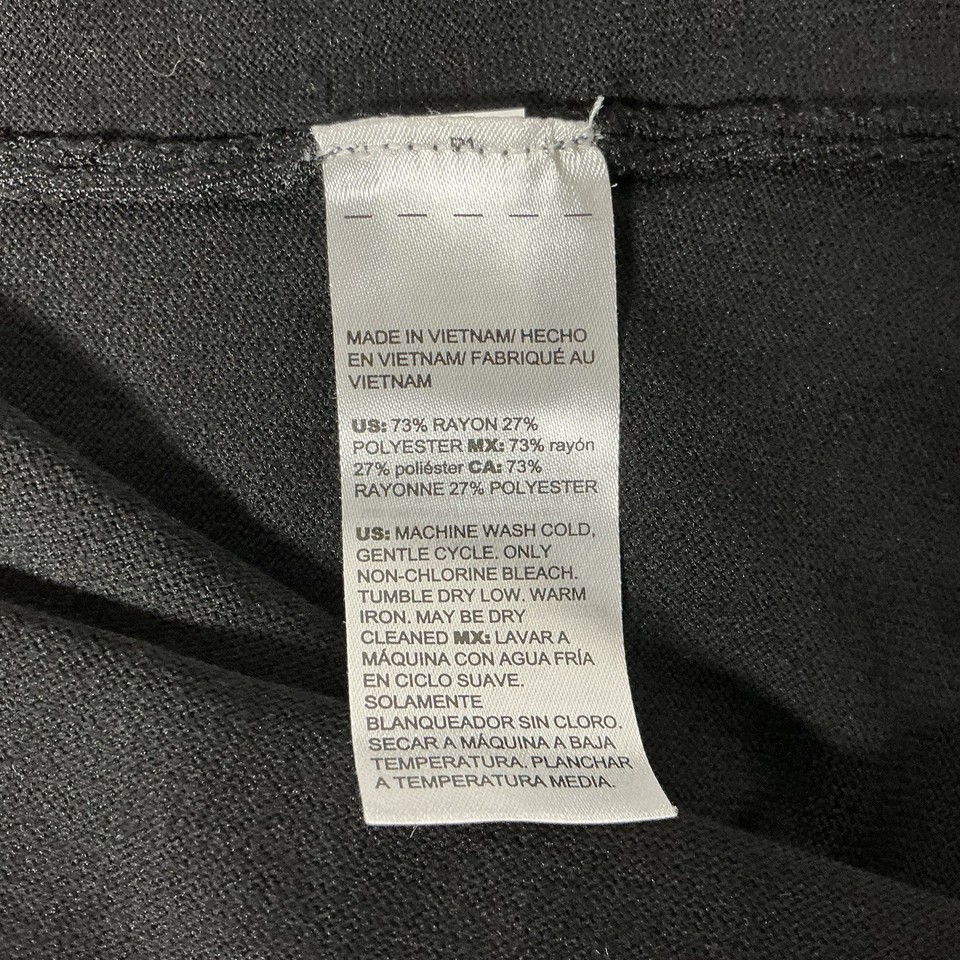 MADE IN VIETNAM/ HECHO
EN VIETNAM/ FABRIQUÉ AU
VIETNAM
US: 73% RAYON 27%
POLYESTER MX: 73% rayón
27% poliéster CA: 73%
RAYONNE 27% POLYESTER
US: MACHINE WASH COLD,
GENTLE CYCLE. ONLY
NON-CHLORINE BLEACH.
TUMBLE DRY LOW. WARM
IRON. MAY BE DRY
CLEANED MX: LAVAR A
MÁQUINA CON AGUA FRÍA
EN CICLO SUAVE.
SOLAMENTE
BLANQUEADOR SIN CLORO.
SECAR A MÁQUINA A BAJA
TEMPERATURA. PLANCHAR
A TEMPERATURA MEDIA.